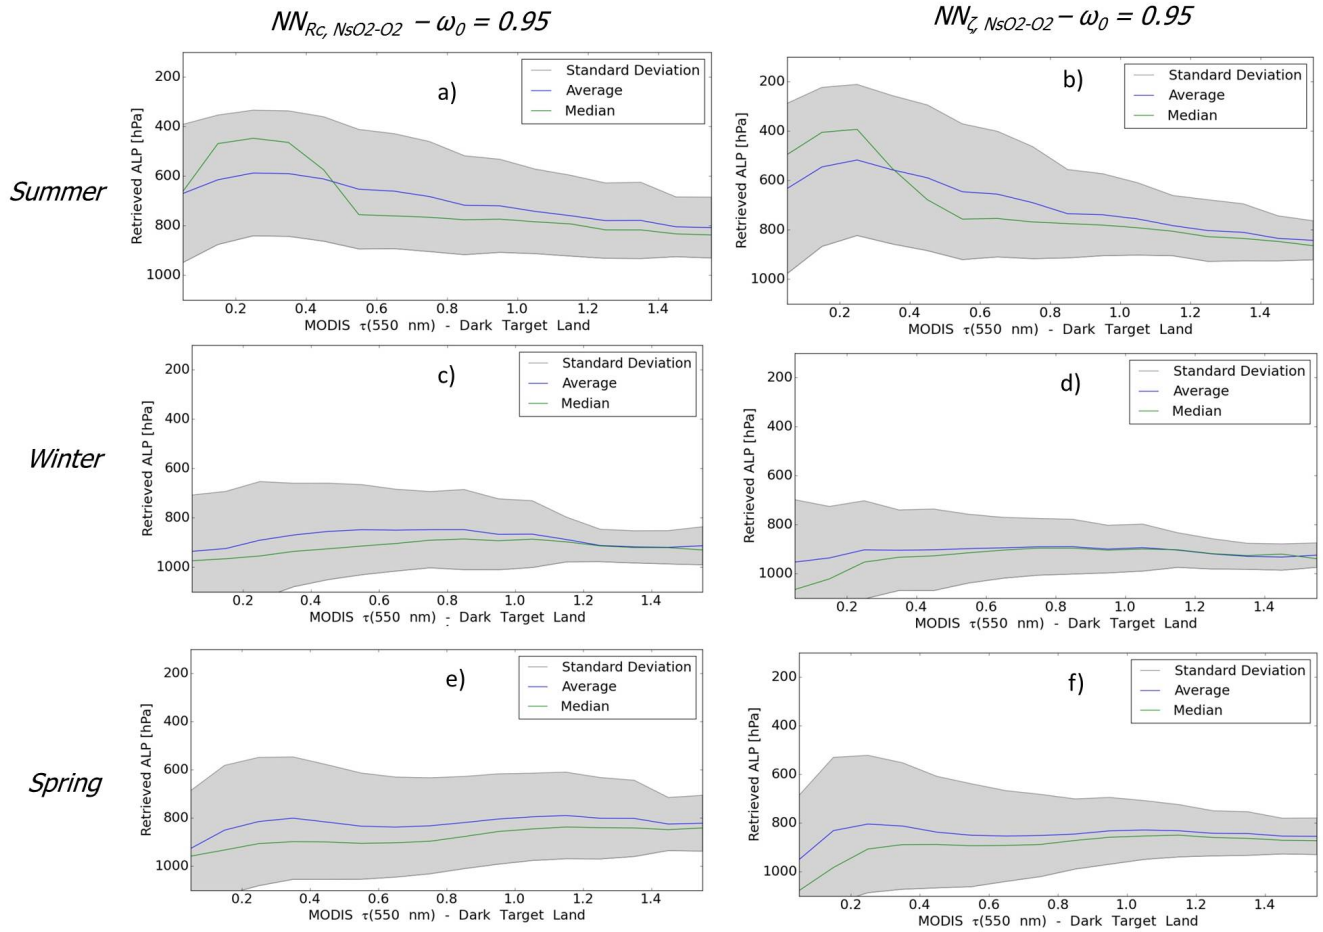 NN_Rc, NsO2-O2 – ω0 = 0.95
NN_ζ, NsO2-O2 – ω0 = 0.95
Summer
a)
Standard Deviation
Average
Median
Retrieved ALP [hPa]
200
400
600
800
1000
0.2 0.4 0.6 0.8 1.0 1.2 1.4
MODIS τ(550 nm) - Dark Target Land
b)
Standard Deviation
Average
Median
Retrieved ALP [hPa]
200
400
600
800
1000
0.2 0.4 0.6 0.8 1.0 1.2 1.4
MODIS τ(550 nm) - Dark Target Land
Winter
c)
Standard Deviation
Average
Median
Retrieved ALP [hPa]
200
400
600
800
1000
0.2 0.4 0.6 0.8 1.0 1.2 1.4
MODIS τ(550 nm) - Dark Target Land
d)
Standard Deviation
Average
Median
Retrieved ALP [hPa]
200
400
600
800
1000
0.2 0.4 0.6 0.8 1.0 1.2 1.4
MODIS τ(550 nm) - Dark Target Land
Spring
e)
Standard Deviation
Average
Median
Retrieved ALP [hPa]
200
400
600
800
1000
0.2 0.4 0.6 0.8 1.0 1.2 1.4
MODIS τ(550 nm) - Dark Target Land
f)
Standard Deviation
Average
Median
Retrieved ALP [hPa]
200
400
600
800
1000
0.2 0.4 0.6 0.8 1.0 1.2 1.4
MODIS τ(550 nm) - Dark Target Land